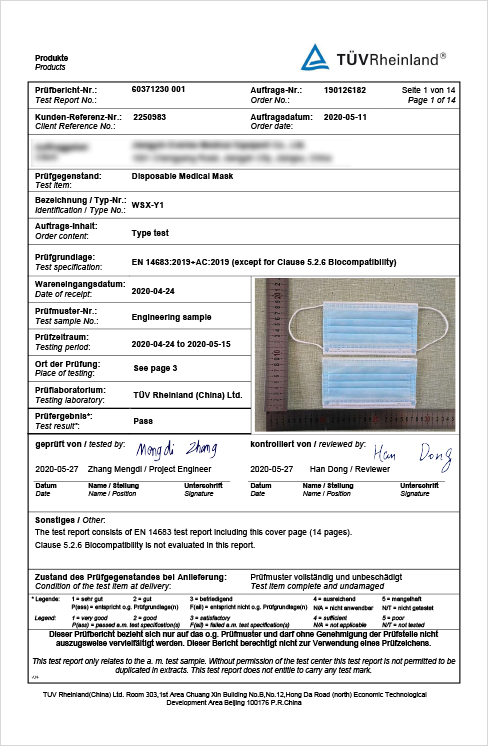 Produkte
Products
TÜVRheinland®
Prüfbericht-Nr.: 60371230 001 Auftrags-Nr.: 190126182 Seite 1 von 14
Test Report No.: Order No.: Page 1 of 14
Kunden-Referenz-Nr.: 2250983 Auftragsdatum: 2020-05-11
Client Reference No.: Order date:
Prüfgegenstand: Disposable Medical Mask
Test item:
Bezeichnung / Typ-Nr.: WSX-Y1
Identification / Type No.:
Auftrags-Inhalt: Type test
Order content:
Prüfgrundlage: EN 14683:2019+AC:2019 (except for Clause 5.2.6 Biocompatibility)
Test specification:
Wareneingangsdatum: 2020-04-24
Date of receipt:
Prüfmuster-Nr.: Engineering sample
Test sample No.:
Prüfzeitraum: 2020-04-24 to 2020-05-15
Testing period:
Ort der Prüfung: See page 3
Place of testing:
Prüflaboratorium: TÜV Rheinland (China) Ltd.
Testing laboratory:
Prüfergebnis*: Pass
Test result*:
geprüft von / tested by: Mengdi Zhang kontrolliert von / reviewed by: Han Dong
2020-05-27 Zhang Mengdi / Project Engineer 2020-05-27 Han Dong / Reviewer
Datum Name / Stellung Unterschrift Datum Name / Stellung Unterschrift
Date Name / Position Signature Date Name / Position Signature
Sonstiges / Other:
The test report consists of EN 14683 test report including this cover page (14 pages).
Clause 5.2.6 Biocompatibility is not evaluated in this report.
Zustand des Prüfgegenstandes bei Anlieferung: Prüfmuster vollständig und unbeschädigt
Condition of the test item at delivery: Test item complete and undamaged
* Legende: 1 = sehr gut 2 = gut 3 = befriedigend 4 = ausreichend 5 = mangelhaft
P(ass) = entspricht o.g. Prüfgrundlage(n) F(ail) = entspricht nicht o.g. Prüfgrundlage(n) N/A = nicht anwendbar N/T = nicht getestet
Legend: 1 = very good 2 = good 3 = satisfactory 4 = sufficient 5 = poor
P(ass) = passed a.m. test specification(s) F(ail) = failed a.m. test specification(s) N/A = not applicable N/T = not tested
Dieser Prüfbericht bezieht sich nur auf das o.g. Prüfmuster und darf ohne Genehmigung der Prüfstelle nicht
auszugsweise vervielfältigt werden. Dieser Bericht berechtigt nicht zur Verwendung eines Prüfzeichens.
This test report only relates to the a. m. test sample. Without permission of the test center this test report is not permitted to be
duplicated in extracts. This test report does not entitle to carry any test mark.
TÜV Rheinland(China) Ltd. Room 303,1st Area Chuang Xin Building No.B,No.12,Hong Da Road (north) Economic Technological
Development Area Beijing 100176 P.R.China